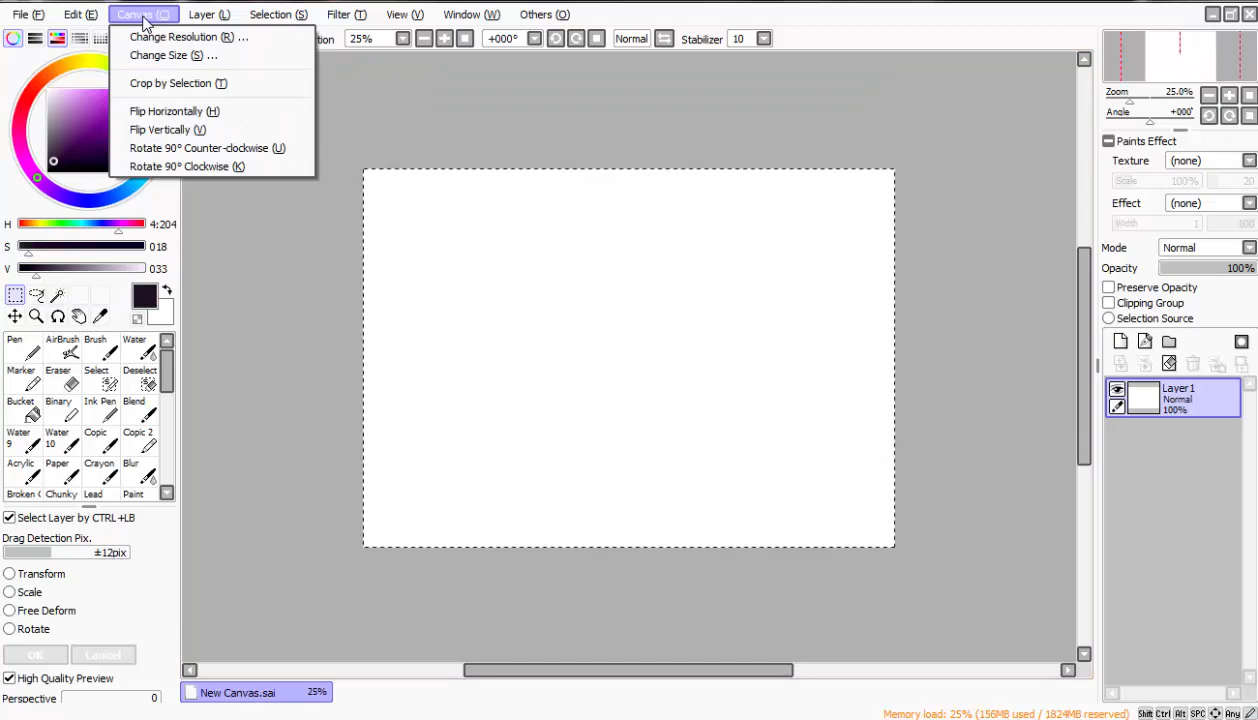 File (F) Edit (E) Canvas (C) Layer (L) Selection (S) Filter (T) View (V) Window (W) Others (O)
25% +000° Normal Stabilizer 10
Change Resolution (R) ...
Change Size (S) ...
Crop by Selection (T)
Flip Horizontally (H)
Flip Vertically (V)
Rotate 90° Counter-clockwise (U)
Rotate 90° Clockwise (K)
H 4:204
S 018
V 033
Pen AirBrush Brush Water
Marker Eraser Select Deselect
Bucket Binary Ink Pen Blend
Water 9 Water 10 Copic Copic 2
Acrylic Paper Crayon Blur
Chunky Lead Paint
Select Layer by CTRL+LB
Drag Detection Pix.
±12pix
Transform
Scale
Free Deform
Rotate
OK Cancel
High Quality Preview
Perspective 0
New Canvas.sai 25%
Zoom 25.0%
Angle +000°
Paints Effect
Texture (none)
Scale 100% 20
Effect (none)
Width 1 100
Mode Normal
Opacity 100%
Preserve Opacity
Clipping Group
Selection Source
Layer1
Normal
100%
Memory load: 25% (156MB used / 1824MB reserved) Shift Ctrl Alt SPC Any